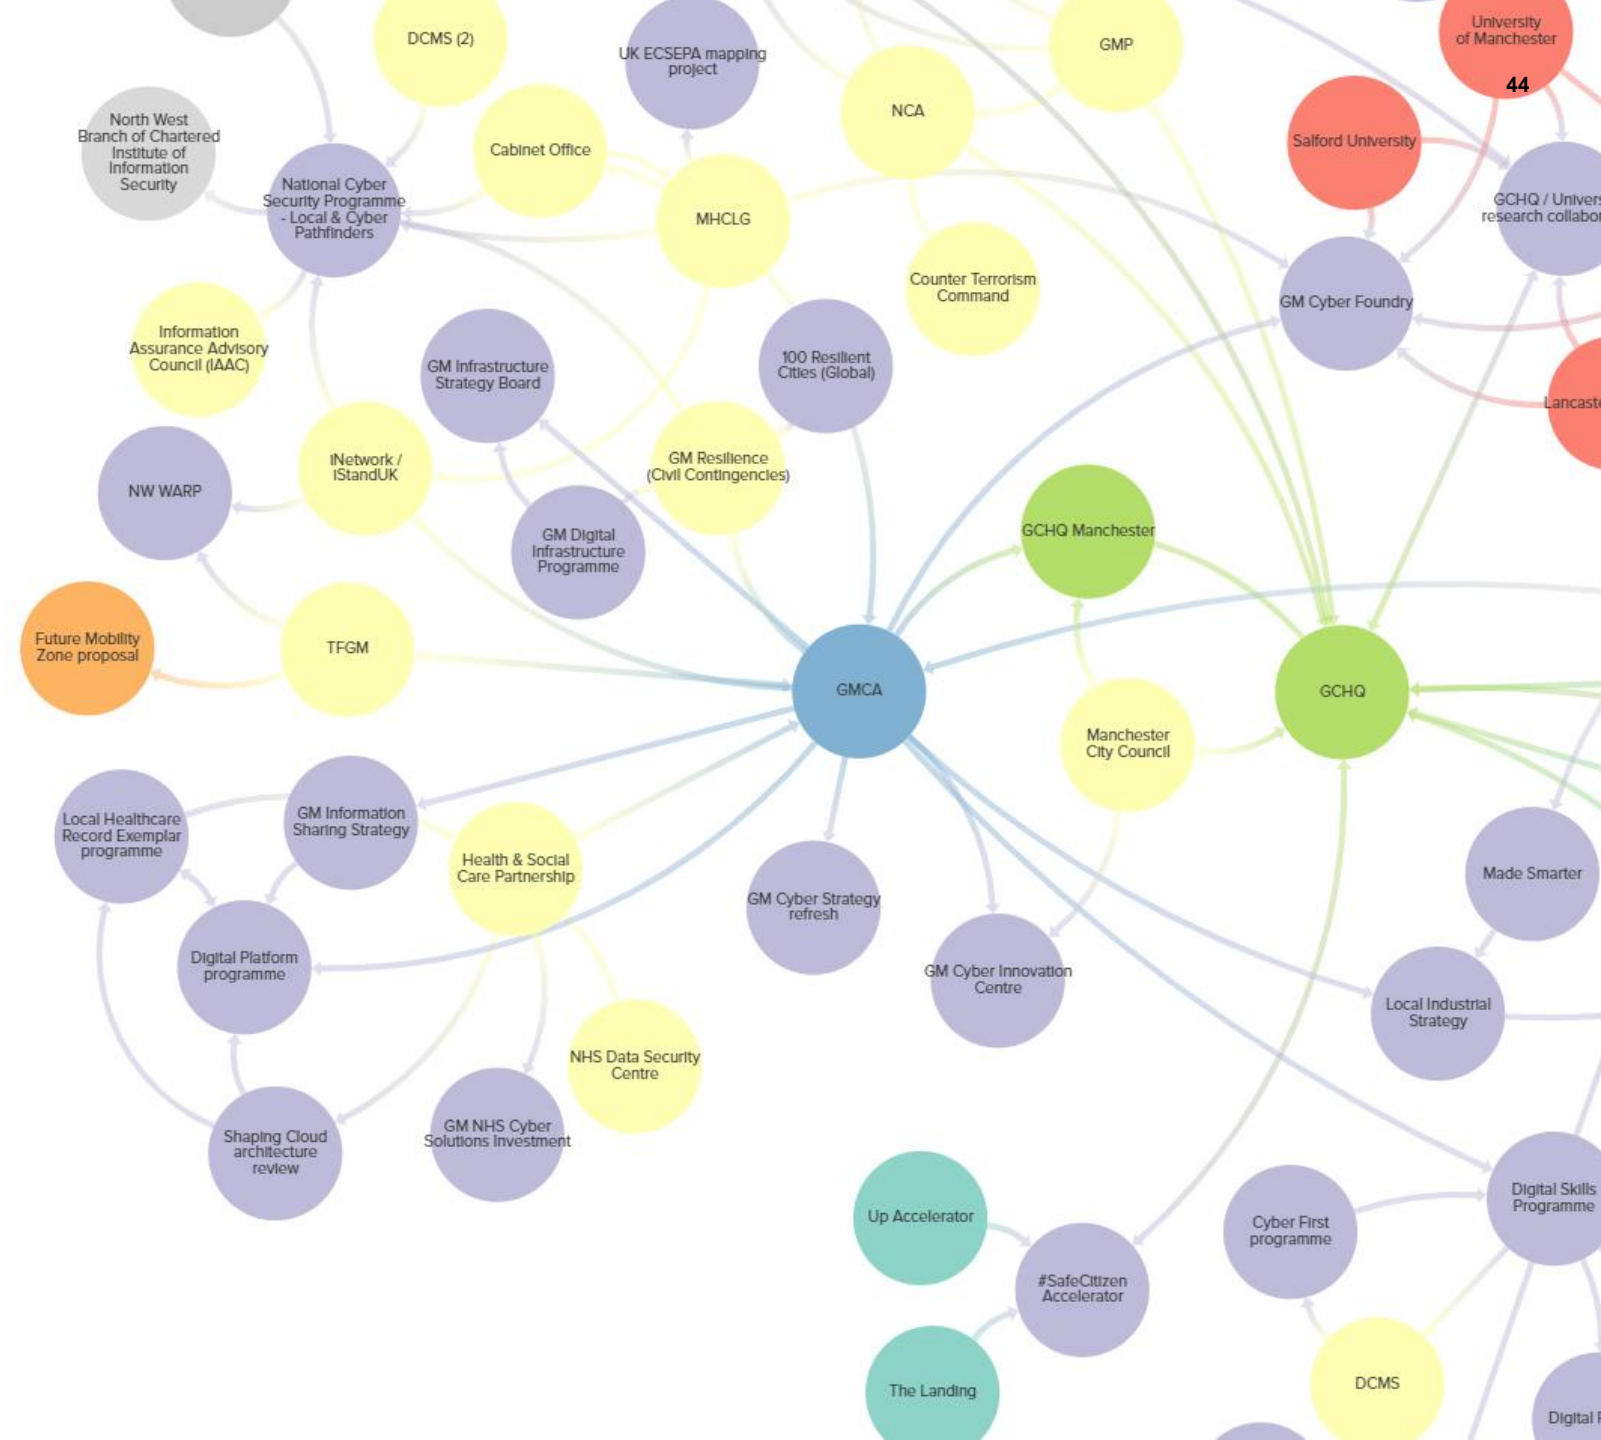 DCMS (2)
UK ECSEPA mapping
project
GMP
University
of Manchester
44
North West
Branch of Chartered
Institute of
Information
Security
Cabinet Office
NCA
Salford University
National Cyber
Security Programme
- Local & Cyber
Pathfinders
MHCLG
GCHQ / Univers
research collabor
Counter Terrorism
Command
GM Cyber Foundry
Information
Assurance Advisory
Council (IAAC)
GM Infrastructure
Strategy Board
100 Resilient
Cities (Global)
Lancaste
NW WARP
iNetwork /
iStandUK
GM Resilience
(Civil Contingencies)
GM Digital
Infrastructure
Programme
GCHQ Manchester
Future Mobility
Zone proposal
TFGM
GMCA
GCHQ
Manchester
City Council
Local Healthcare
Record Exemplar
programme
GM Information
Sharing Strategy
Health & Social
Care Partnership
GM Cyber Strategy
refresh
Made Smarter
Digital Platform
programme
GM Cyber Innovation
Centre
Local Industrial
Strategy
NHS Data Security
Centre
Shaping Cloud
architecture
review
GM NHS Cyber
Solutions Investment
Up Accelerator
Cyber First
programme
Digital Skills
Programme
#SafeCitizen
Accelerator
The Landing
DCMS
Digital